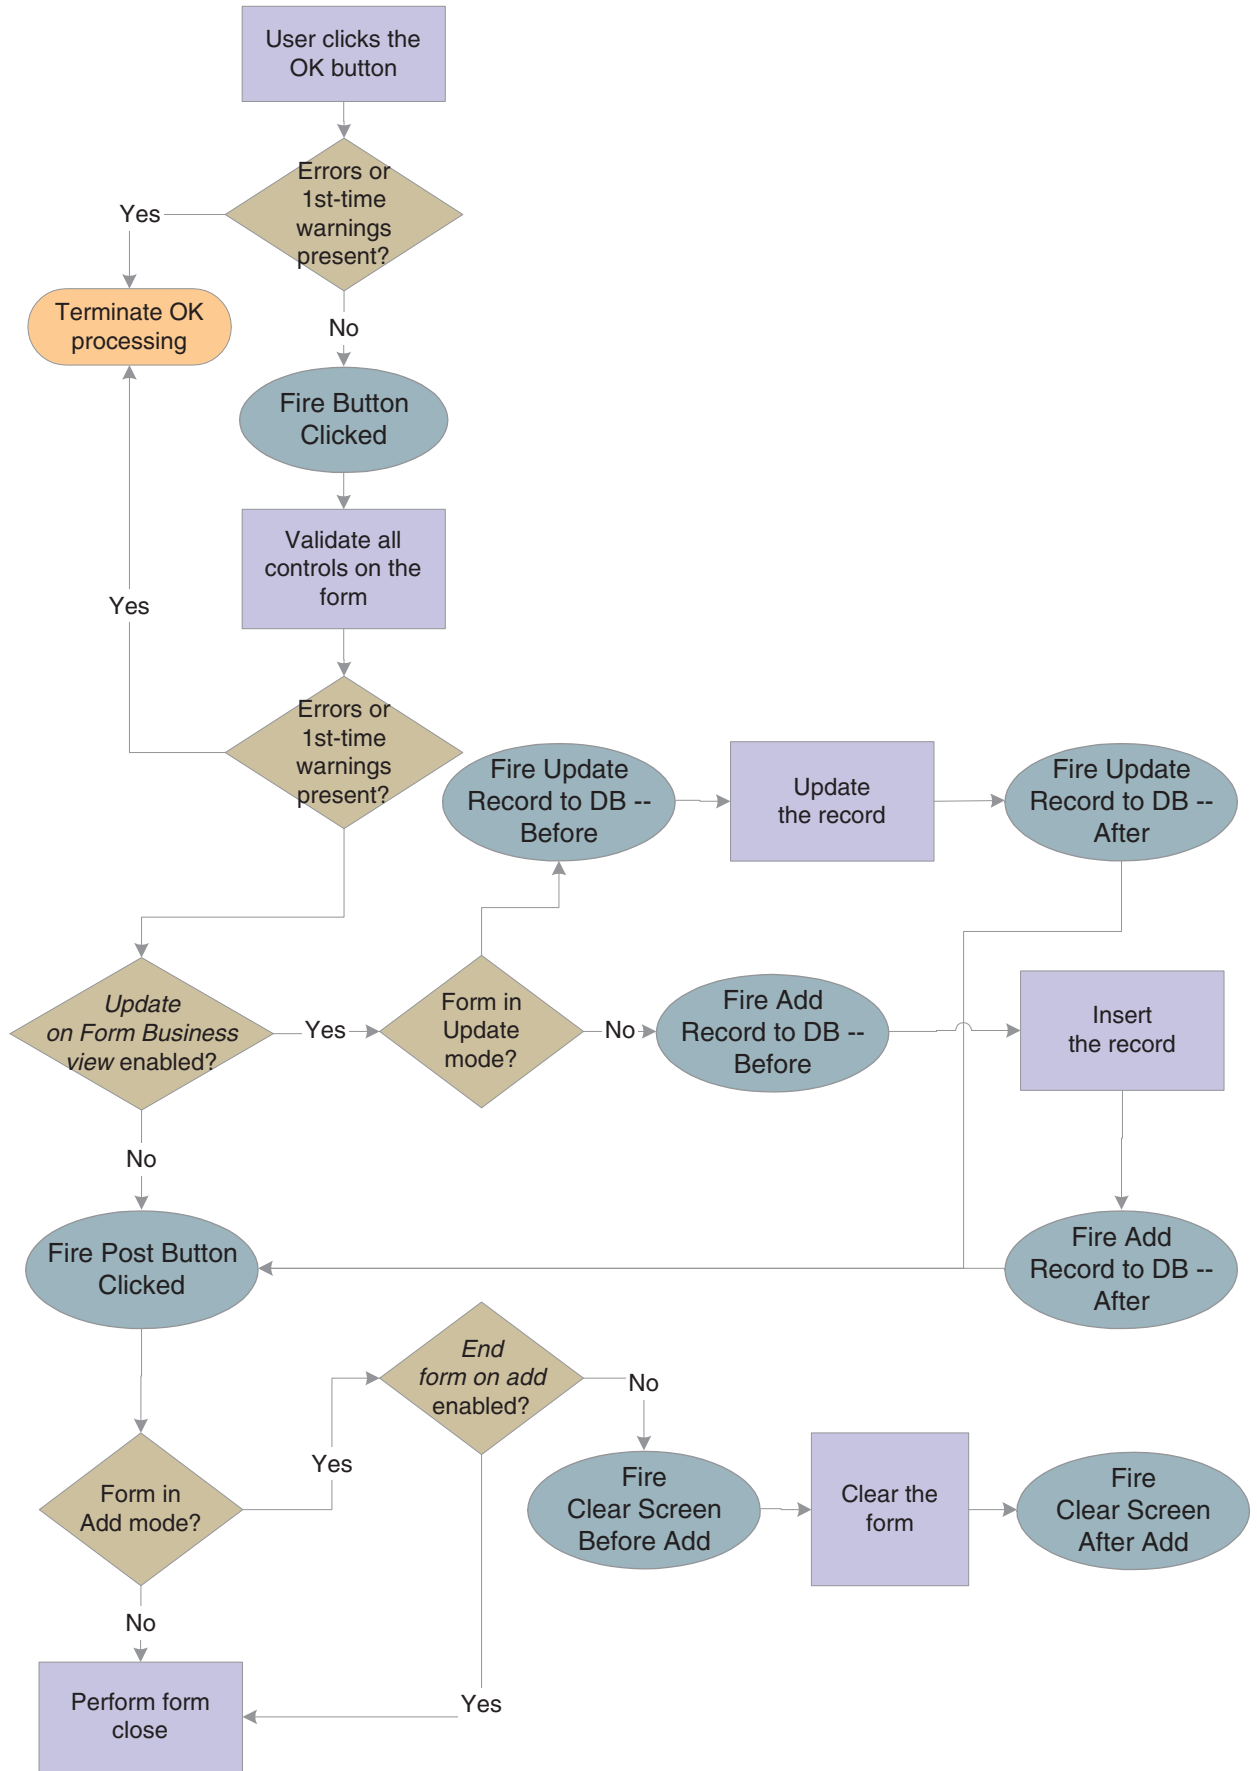 User clicks the
OK button
Errors or
1st-time
warnings
present?
Yes
Terminate OK
processing
No
Fire Button
Clicked
Validate all
controls on the
form
Yes
Errors or
1st-time
warnings
present?
Fire Update
Record to DB --
Before
Update
the record
Fire Update
Record to DB --
After
Update
on Form Business
view enabled?
Yes
Form in
Update
mode?
No
Fire Add
Record to DB --
Before
Insert
the record
No
Fire Post Button
Clicked
Fire Add
Record to DB --
After
End
form on add
enabled?
No
Form in
Add mode?
Yes
Fire
Clear Screen
Before Add
Clear the
form
Fire
Clear Screen
After Add
No
Perform form
close
Yes